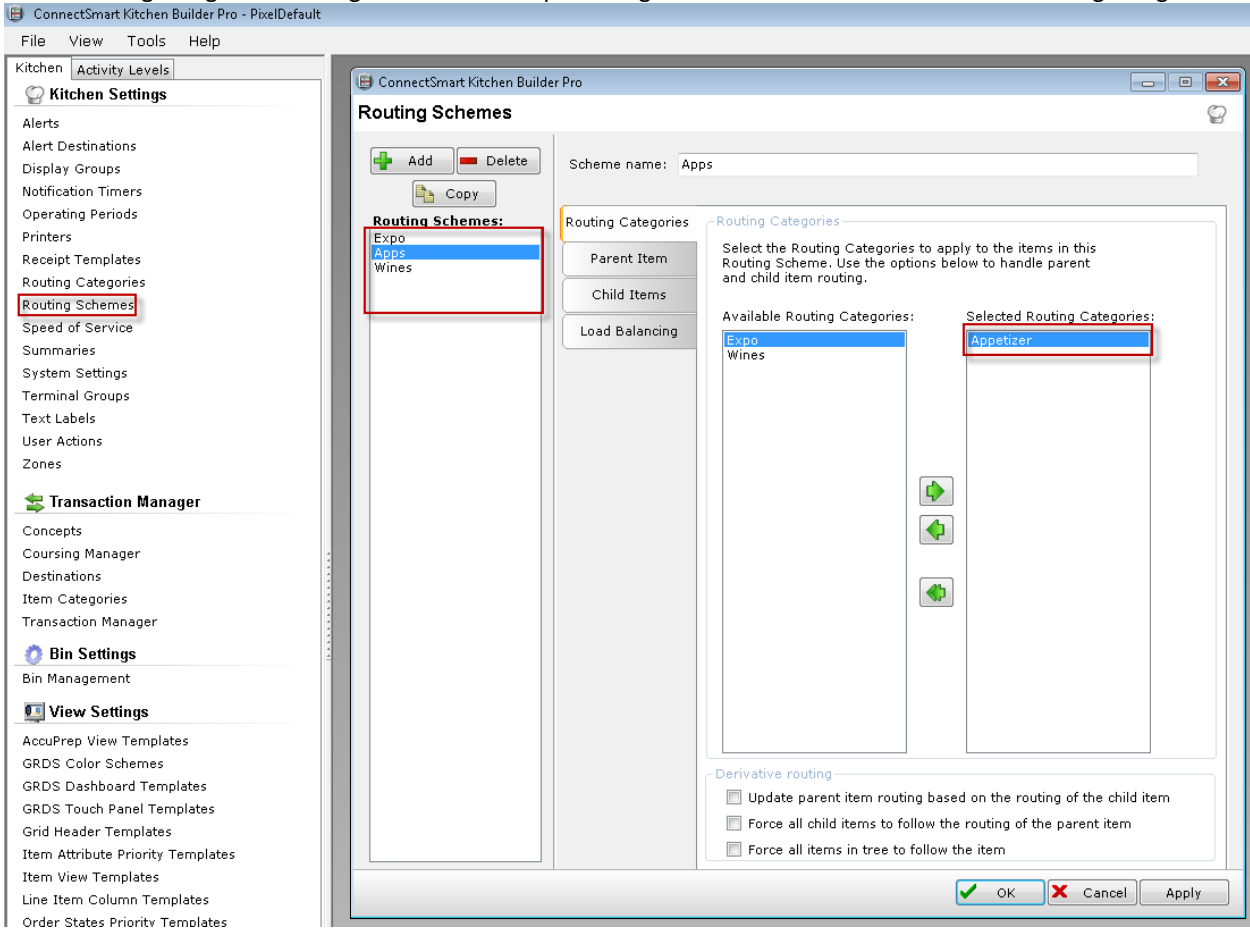 ConnectSmart Kitchen Builder Pro - PixelDefault
File View Tools Help
Kitchen Activity Levels
Kitchen Settings
Alerts
Alert Destinations
Display Groups
Notification Timers
Operating Periods
Printers
Receipt Templates
Routing Categories
Routing Schemes
Speed of Service
Summaries
System Settings
Terminal Groups
Text Labels
User Actions
Zones
Transaction Manager
Concepts
Coursing Manager
Destinations
Item Categories
Transaction Manager
Bin Settings
Bin Management
View Settings
AccuPrep View Templates
GRDS Color Schemes
GRDS Dashboard Templates
GRDS Touch Panel Templates
Grid Header Templates
Item Attribute Priority Templates
Item View Templates
Line Item Column Templates
Order States Priority Templates
ConnectSmart Kitchen Builder Pro
Routing Schemes
Add Delete
Copy
Routing Schemes:
Expo
Apps
Wines
Scheme name: Apps
Routing Categories
Parent Item
Child Items
Load Balancing
Routing Categories
Select the Routing Categories to apply to the items in this
Routing Scheme. Use the options below to handle parent
and child item routing.
Available Routing Categories:
Expo
Wines
Selected Routing Categories:
Appetizer
Derivative routing
Update parent item routing based on the routing of the child item
Force all child items to follow the routing of the parent item
Force all items in tree to follow the item
OK Cancel Apply